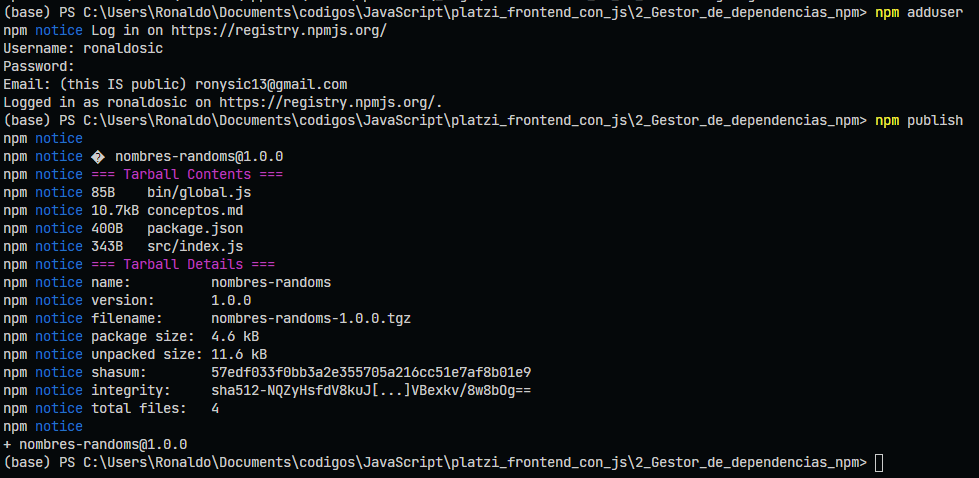 (base) PS C:\Users\Ronaldo\Documents\codigos\JavaScript\platzi_frontend_con_js\2_Gestor_de_dependencias_npm> npm adduser
npm notice Log in on https://registry.npmjs.org/
Username: ronaldosic
Password:
Email: (this IS public) ronysic13@gmail.com
Logged in as ronaldosic on https://registry.npmjs.org/.
(base) PS C:\Users\Ronaldo\Documents\codigos\JavaScript\platzi_frontend_con_js\2_Gestor_de_dependencias_npm> npm publish
npm notice
npm notice � nombres-randoms@1.0.0
npm notice === Tarball Contents ===
npm notice 85B    bin/global.js
npm notice 10.7kB conceptos.md
npm notice 400B   package.json
npm notice 343B   src/index.js
npm notice === Tarball Details ===
npm notice name:          nombres-randoms
npm notice version:       1.0.0
npm notice filename:      nombres-randoms-1.0.0.tgz
npm notice package size:  4.6 kB
npm notice unpacked size: 11.6 kB
npm notice shasum:        57edf033f0bb3a2e355705a216cc51e7af8b01e9
npm notice integrity:     sha512-NQZyHsfdV8kuJ[...]VBexkv/8w8bOg==
npm notice total files:   4
npm notice
+ nombres-randoms@1.0.0
(base) PS C:\Users\Ronaldo\Documents\codigos\JavaScript\platzi_frontend_con_js\2_Gestor_de_dependencias_npm>